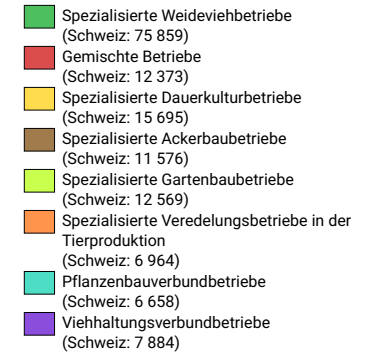 Spezialisierte Weideviehbetriebe
(Schweiz: 75 859)
Gemischte Betriebe
(Schweiz: 12 373)
Spezialisierte Dauerkulturbetriebe
(Schweiz: 15 695)
Spezialisierte Ackerbaubetriebe
(Schweiz: 11 576)
Spezialisierte Gartenbaubetriebe
(Schweiz: 12 569)
Spezialisierte Veredelungsbetriebe in der
Tierproduktion
(Schweiz: 6 964)
Pflanzenbauverbundbetriebe
(Schweiz: 6 658)
Viehhaltungsverbundbetriebe
(Schweiz: 7 884)